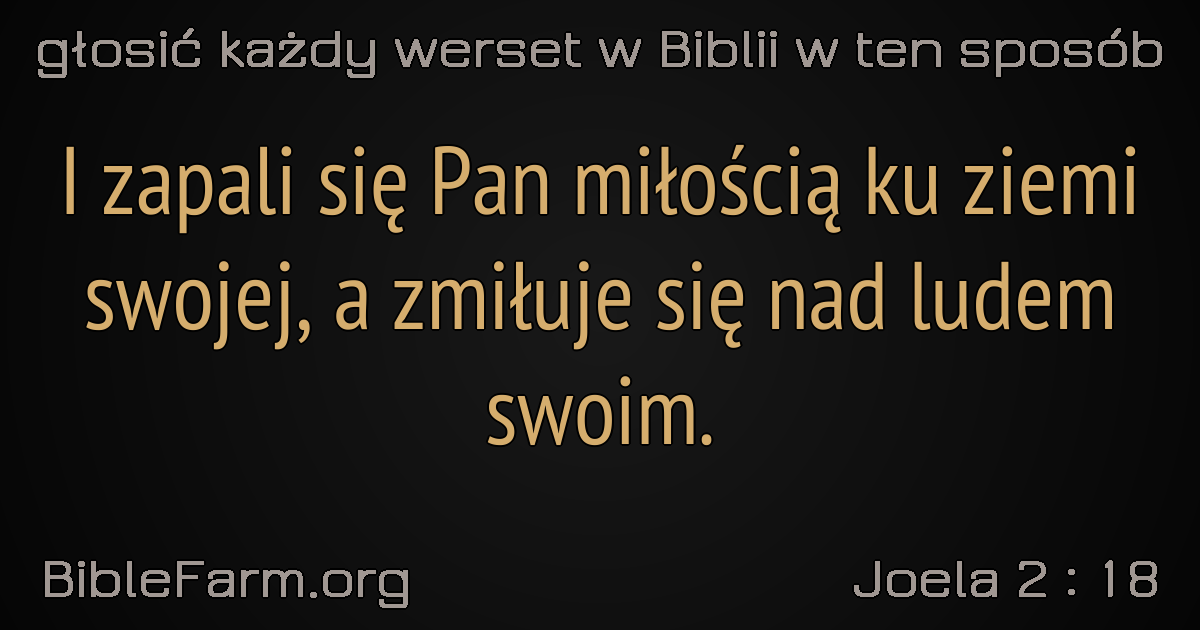 głosić każdy werset w Biblii w ten sposób
I zapali się Pan miłością ku ziemi
swojej, a zmiłuje się nad ludem
swoim.
BibleFarm.org
Joela 2 : 18